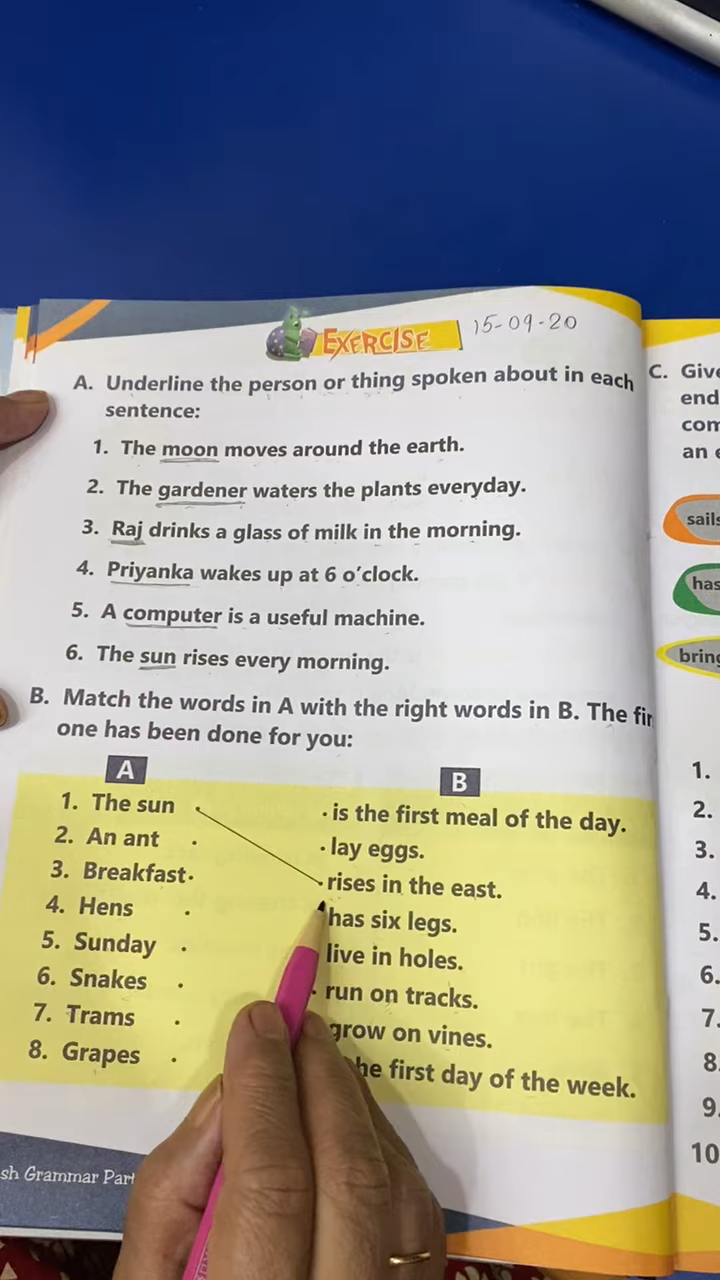 EXERCISE
15-09-20
A. Underline the person or thing spoken about in each
sentence:
1. The moon moves around the earth.
2. The gardener waters the plants everyday.
3. Raj drinks a glass of milk in the morning.
4. Priyanka wakes up at 6 o'clock.
5. A computer is a useful machine.
6. The sun rises every morning.
B. Match the words in A with the right words in B. The
one has been done for you:
A
B
1. The sun
2. An ant
3. Breakfast
4. Hens
5. Sunday
6. Snakes
7. Trams
8. Grapes
is the first meal of the day.
lay eggs.
rises in the east.
has six legs.
live in holes.
run on tracks.
grow on vines.
first day of the week.
Grammar
C.
an
sails
has
bring
1.
2.
3.
4.
5.
6.
7.
8.
9.
10